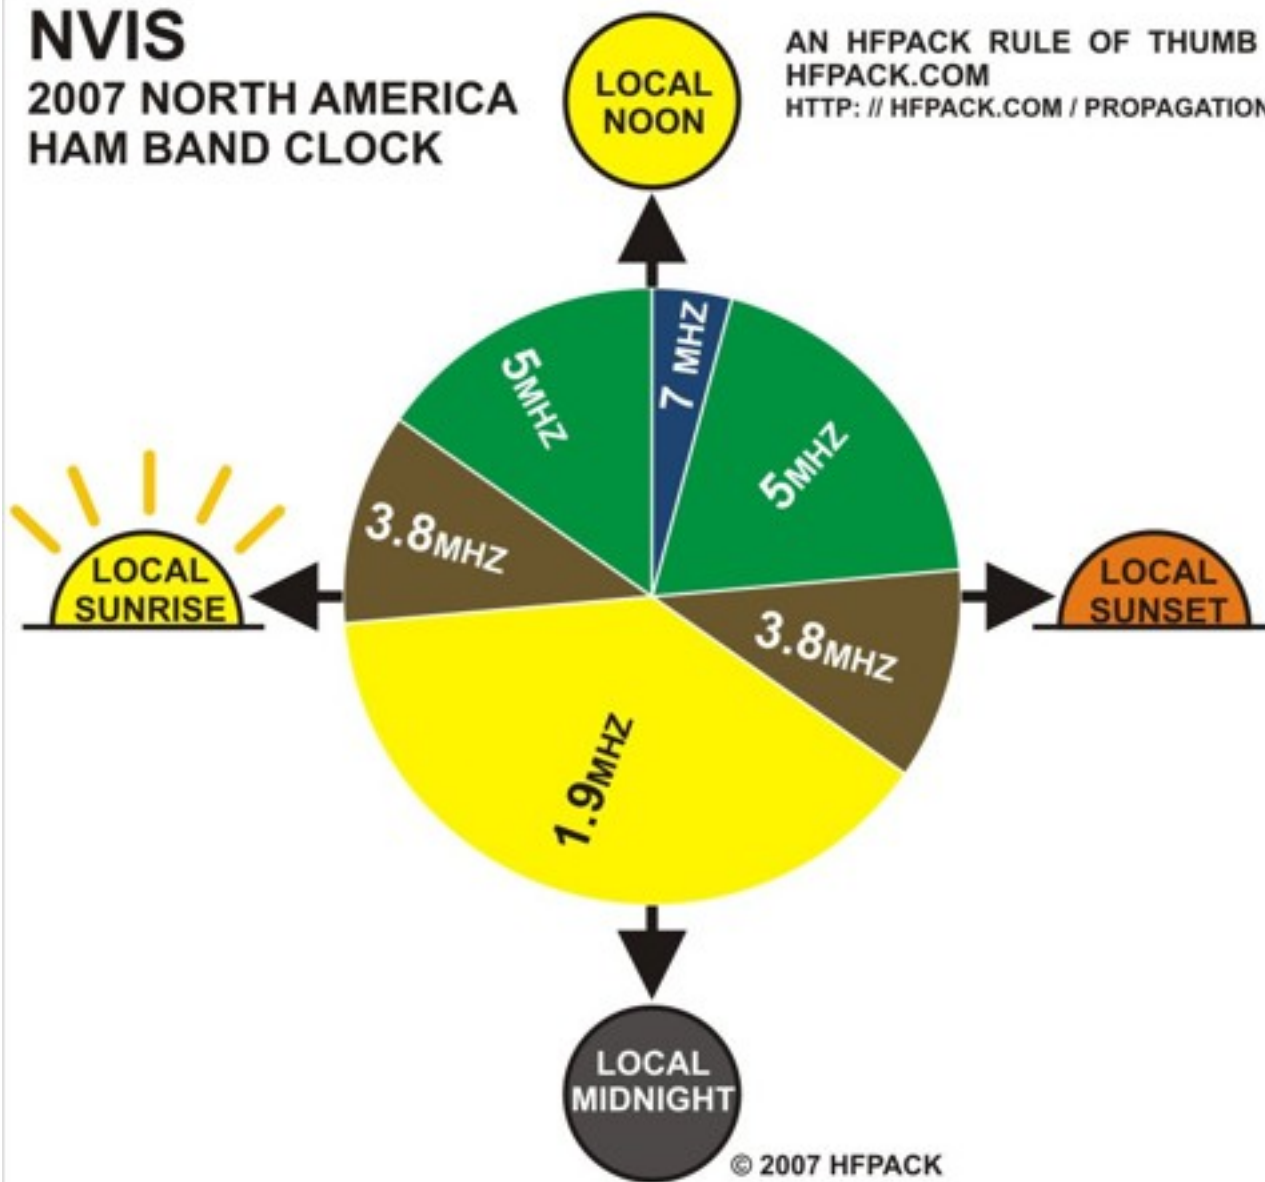 NVIS
2007 NORTH AMERICA
HAM BAND CLOCK
LOCAL
NOON
AN HFPACK RULE OF THUMB
HFPACK.COM
HTTP: // HFPACK.COM / PROPAGATION
5MHZ
7 MHZ
5MHZ
3.8MHZ
3.8MHZ
1.9MHZ
LOCAL
SUNRISE
LOCAL
SUNSET
LOCAL
MIDNIGHT
© 2007 HFPACK